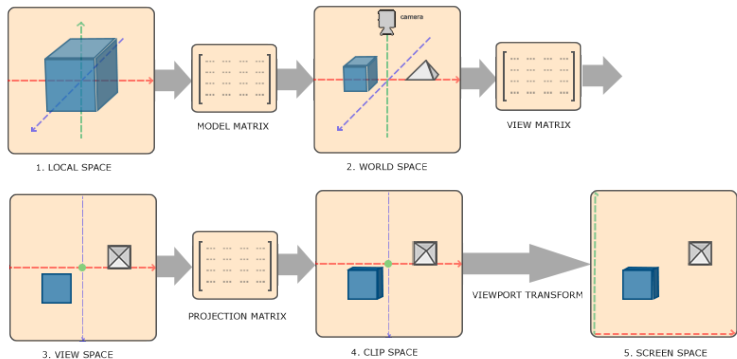 camera
MODEL MATRIX
VIEW MATRIX
1. LOCAL SPACE
2. WORLD SPACE
PROJECTION MATRIX
VIEWPORT TRANSFORM
3. VIEW SPACE
4. CLIP SPACE
5. SCREEN SPACE